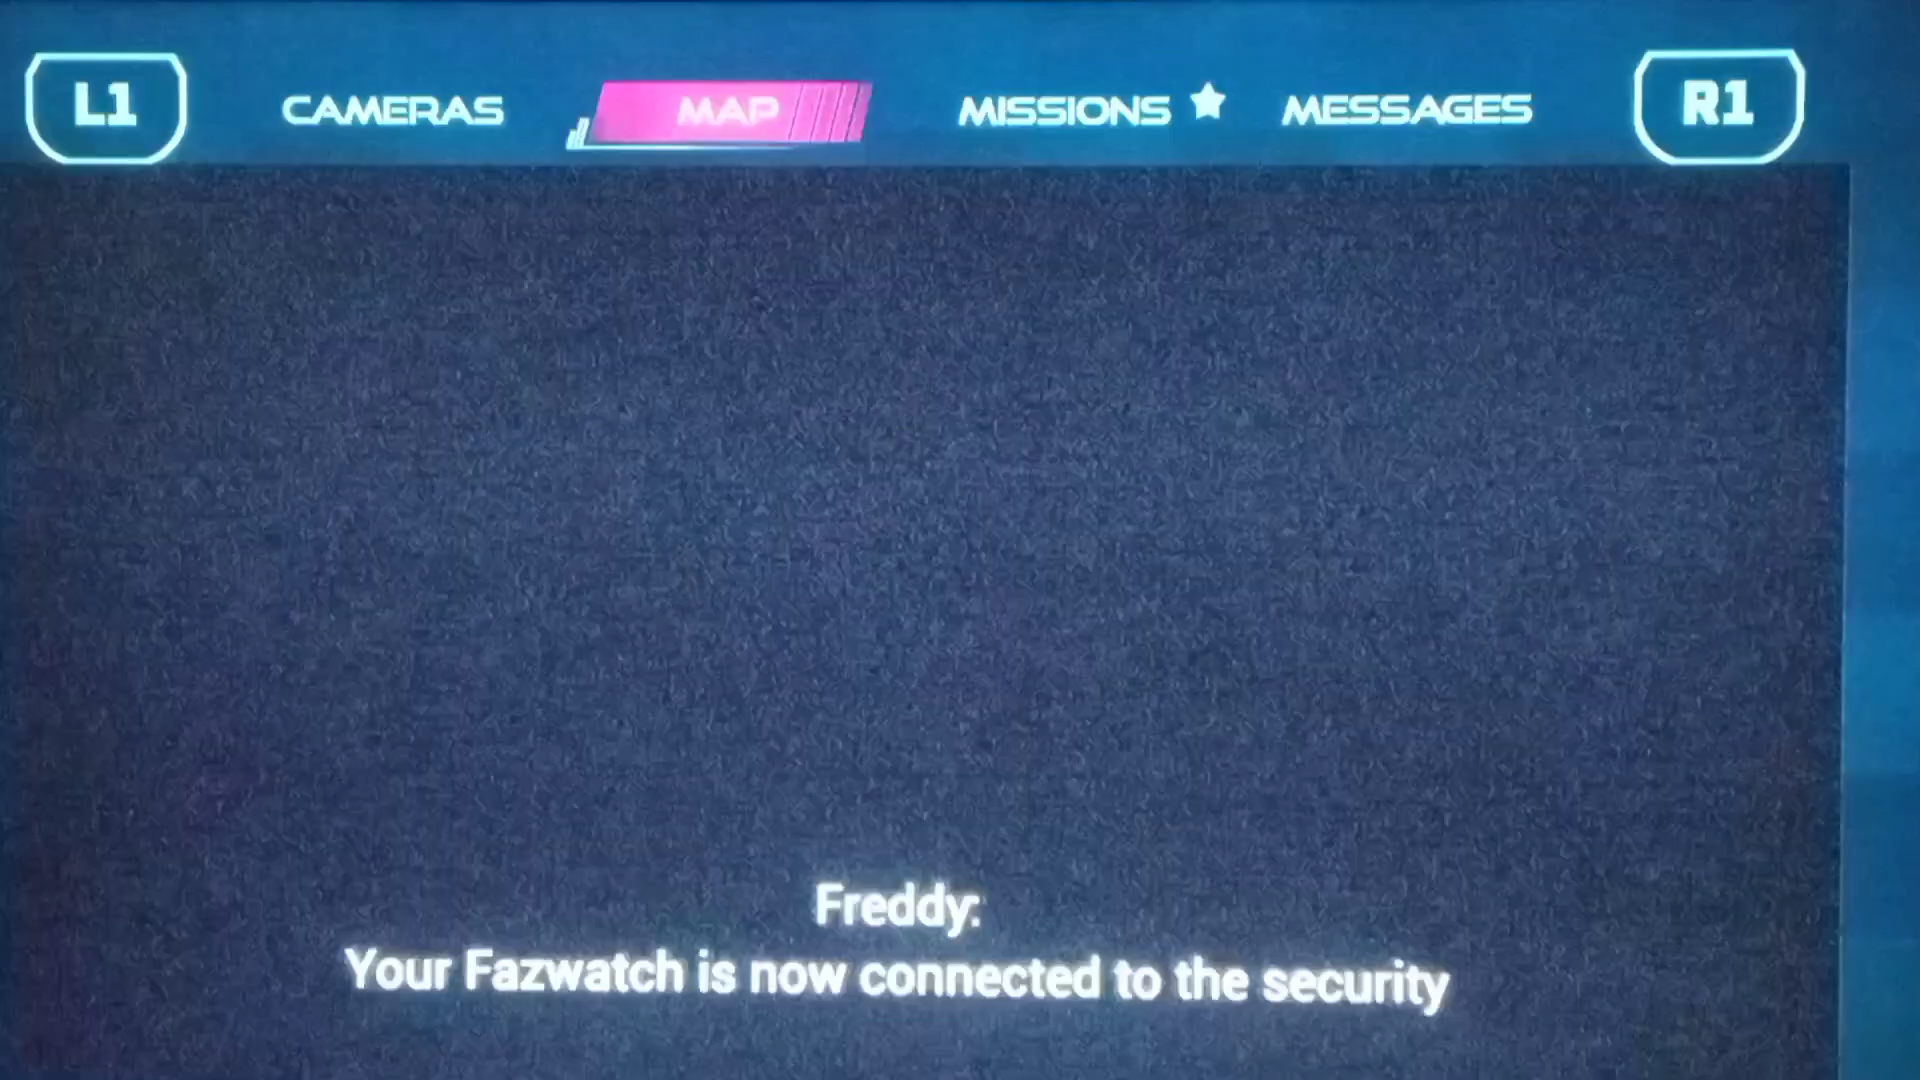 L1 CAMERAS MAP MISSIONS MESSAGES R1
Freddy:
Your Fazwatch is now connected to the security